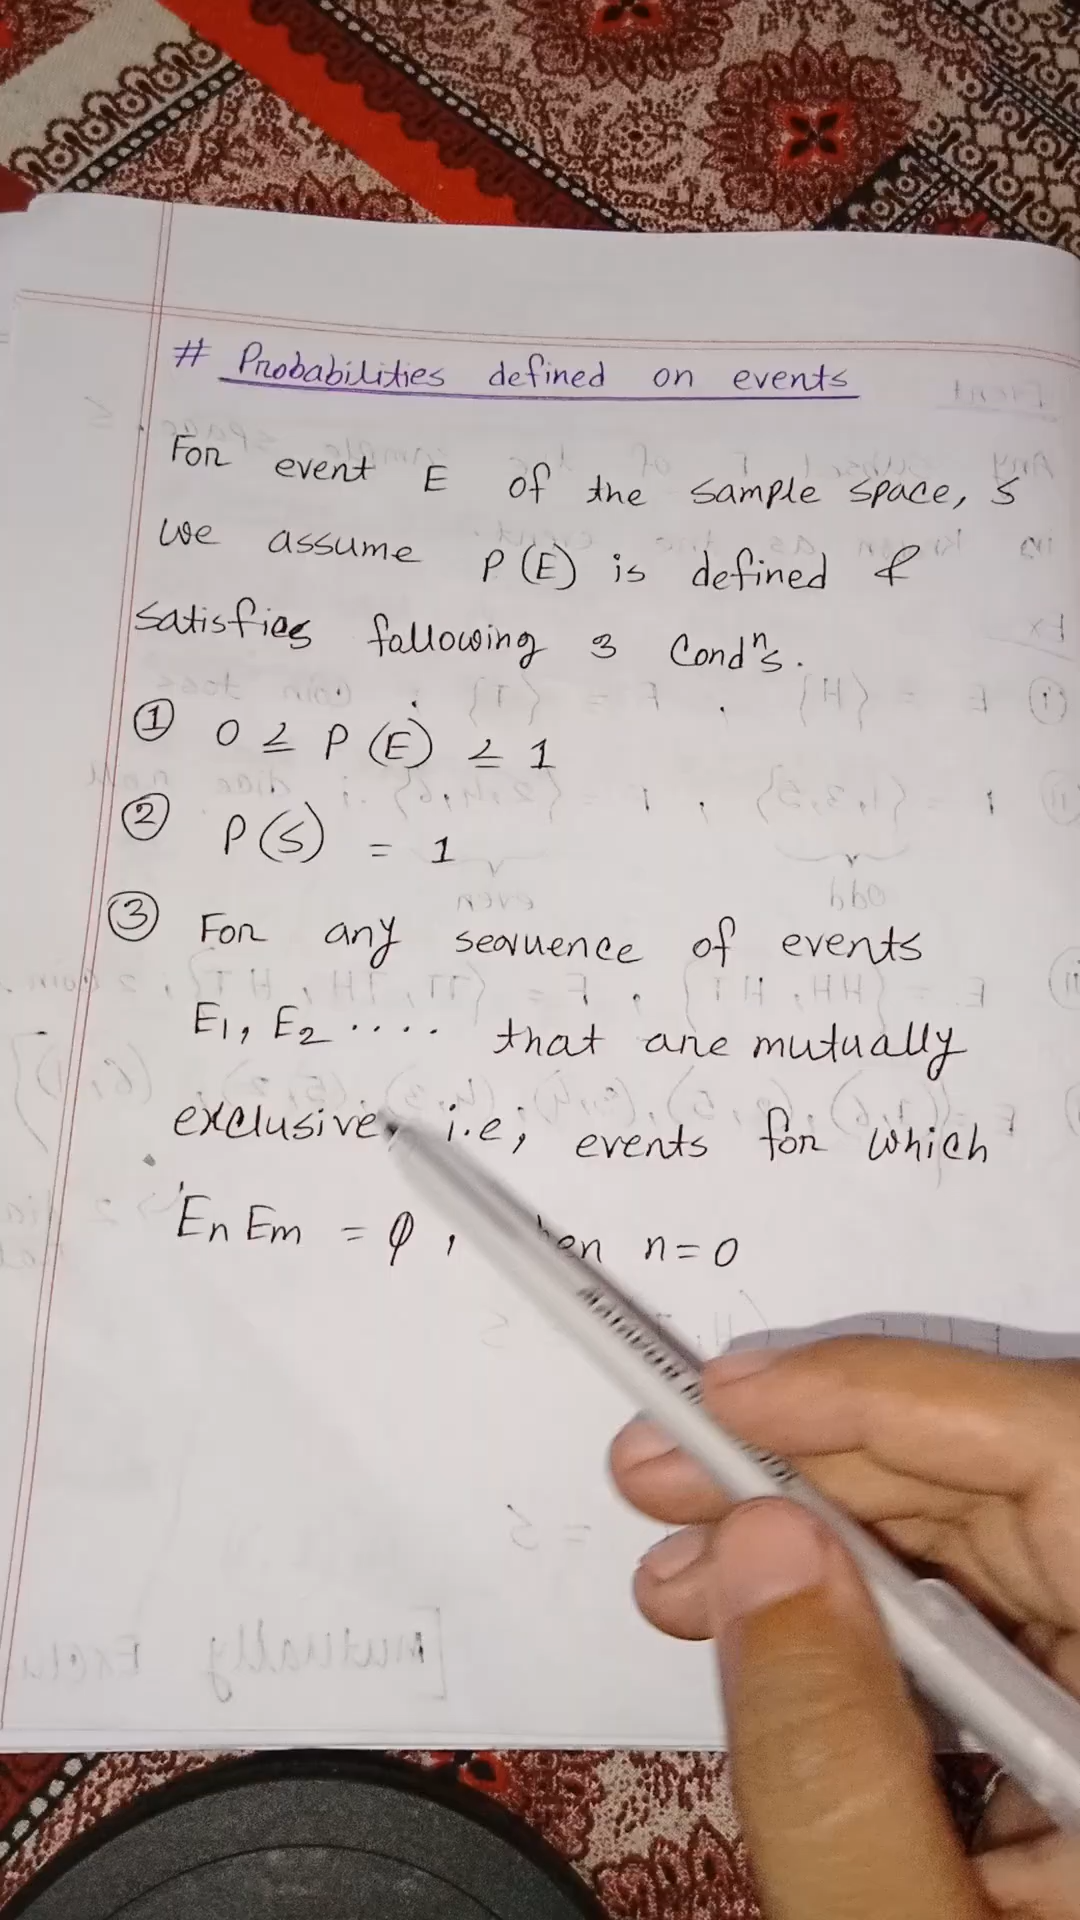 # Probabilities defined on events
For event E of the sample space, S
we assume P(E) is defined &
satisfies following 3 Condⁿs.
① 0 ≤ P(E) ≤ 1
② P(S) = 1
③ For any sequence of events
E1, E2 .... that are mutually
exclusive, i.e, events for which
En Em = φ, n=0